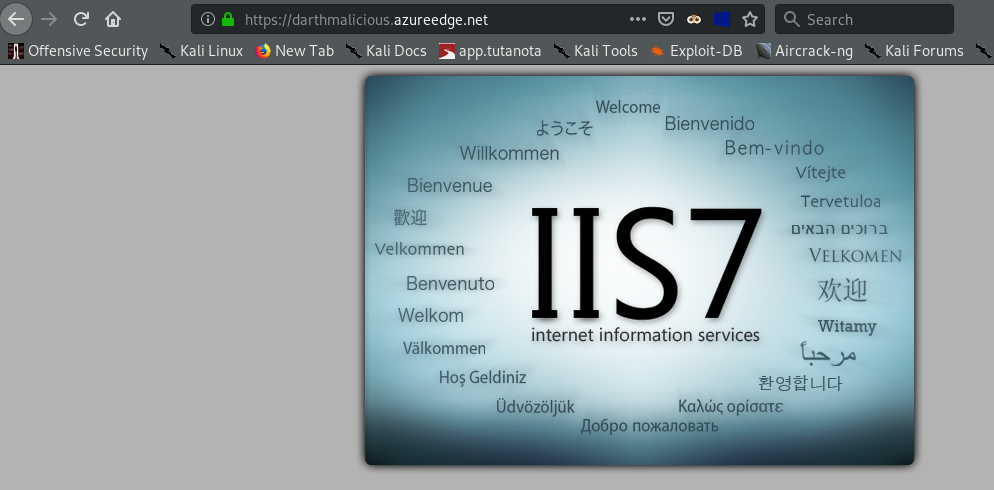 https://darthmalicious.azureedge.net
Search
Offensive Security Kali Linux New Tab Kali Docs app.tutanota Kali Tools Exploit-DB Aircrack-ng Kali Forums
Welcome
ようこそ
Bienvenido
Willkommen
Bem-vindo
Bienvenue
Vítejte
歡迎
Tervetuloa
Velkommen
ברוכים הבאים
VELKOMEN
IIS7
internet information services
Benvenuto
欢迎
Welkom
Witamy
Välkommen
مرحباً
Hoş Geldiniz
환영합니다
Üdvözöljük
Καλώς ορίσατε
Добро пожаловать